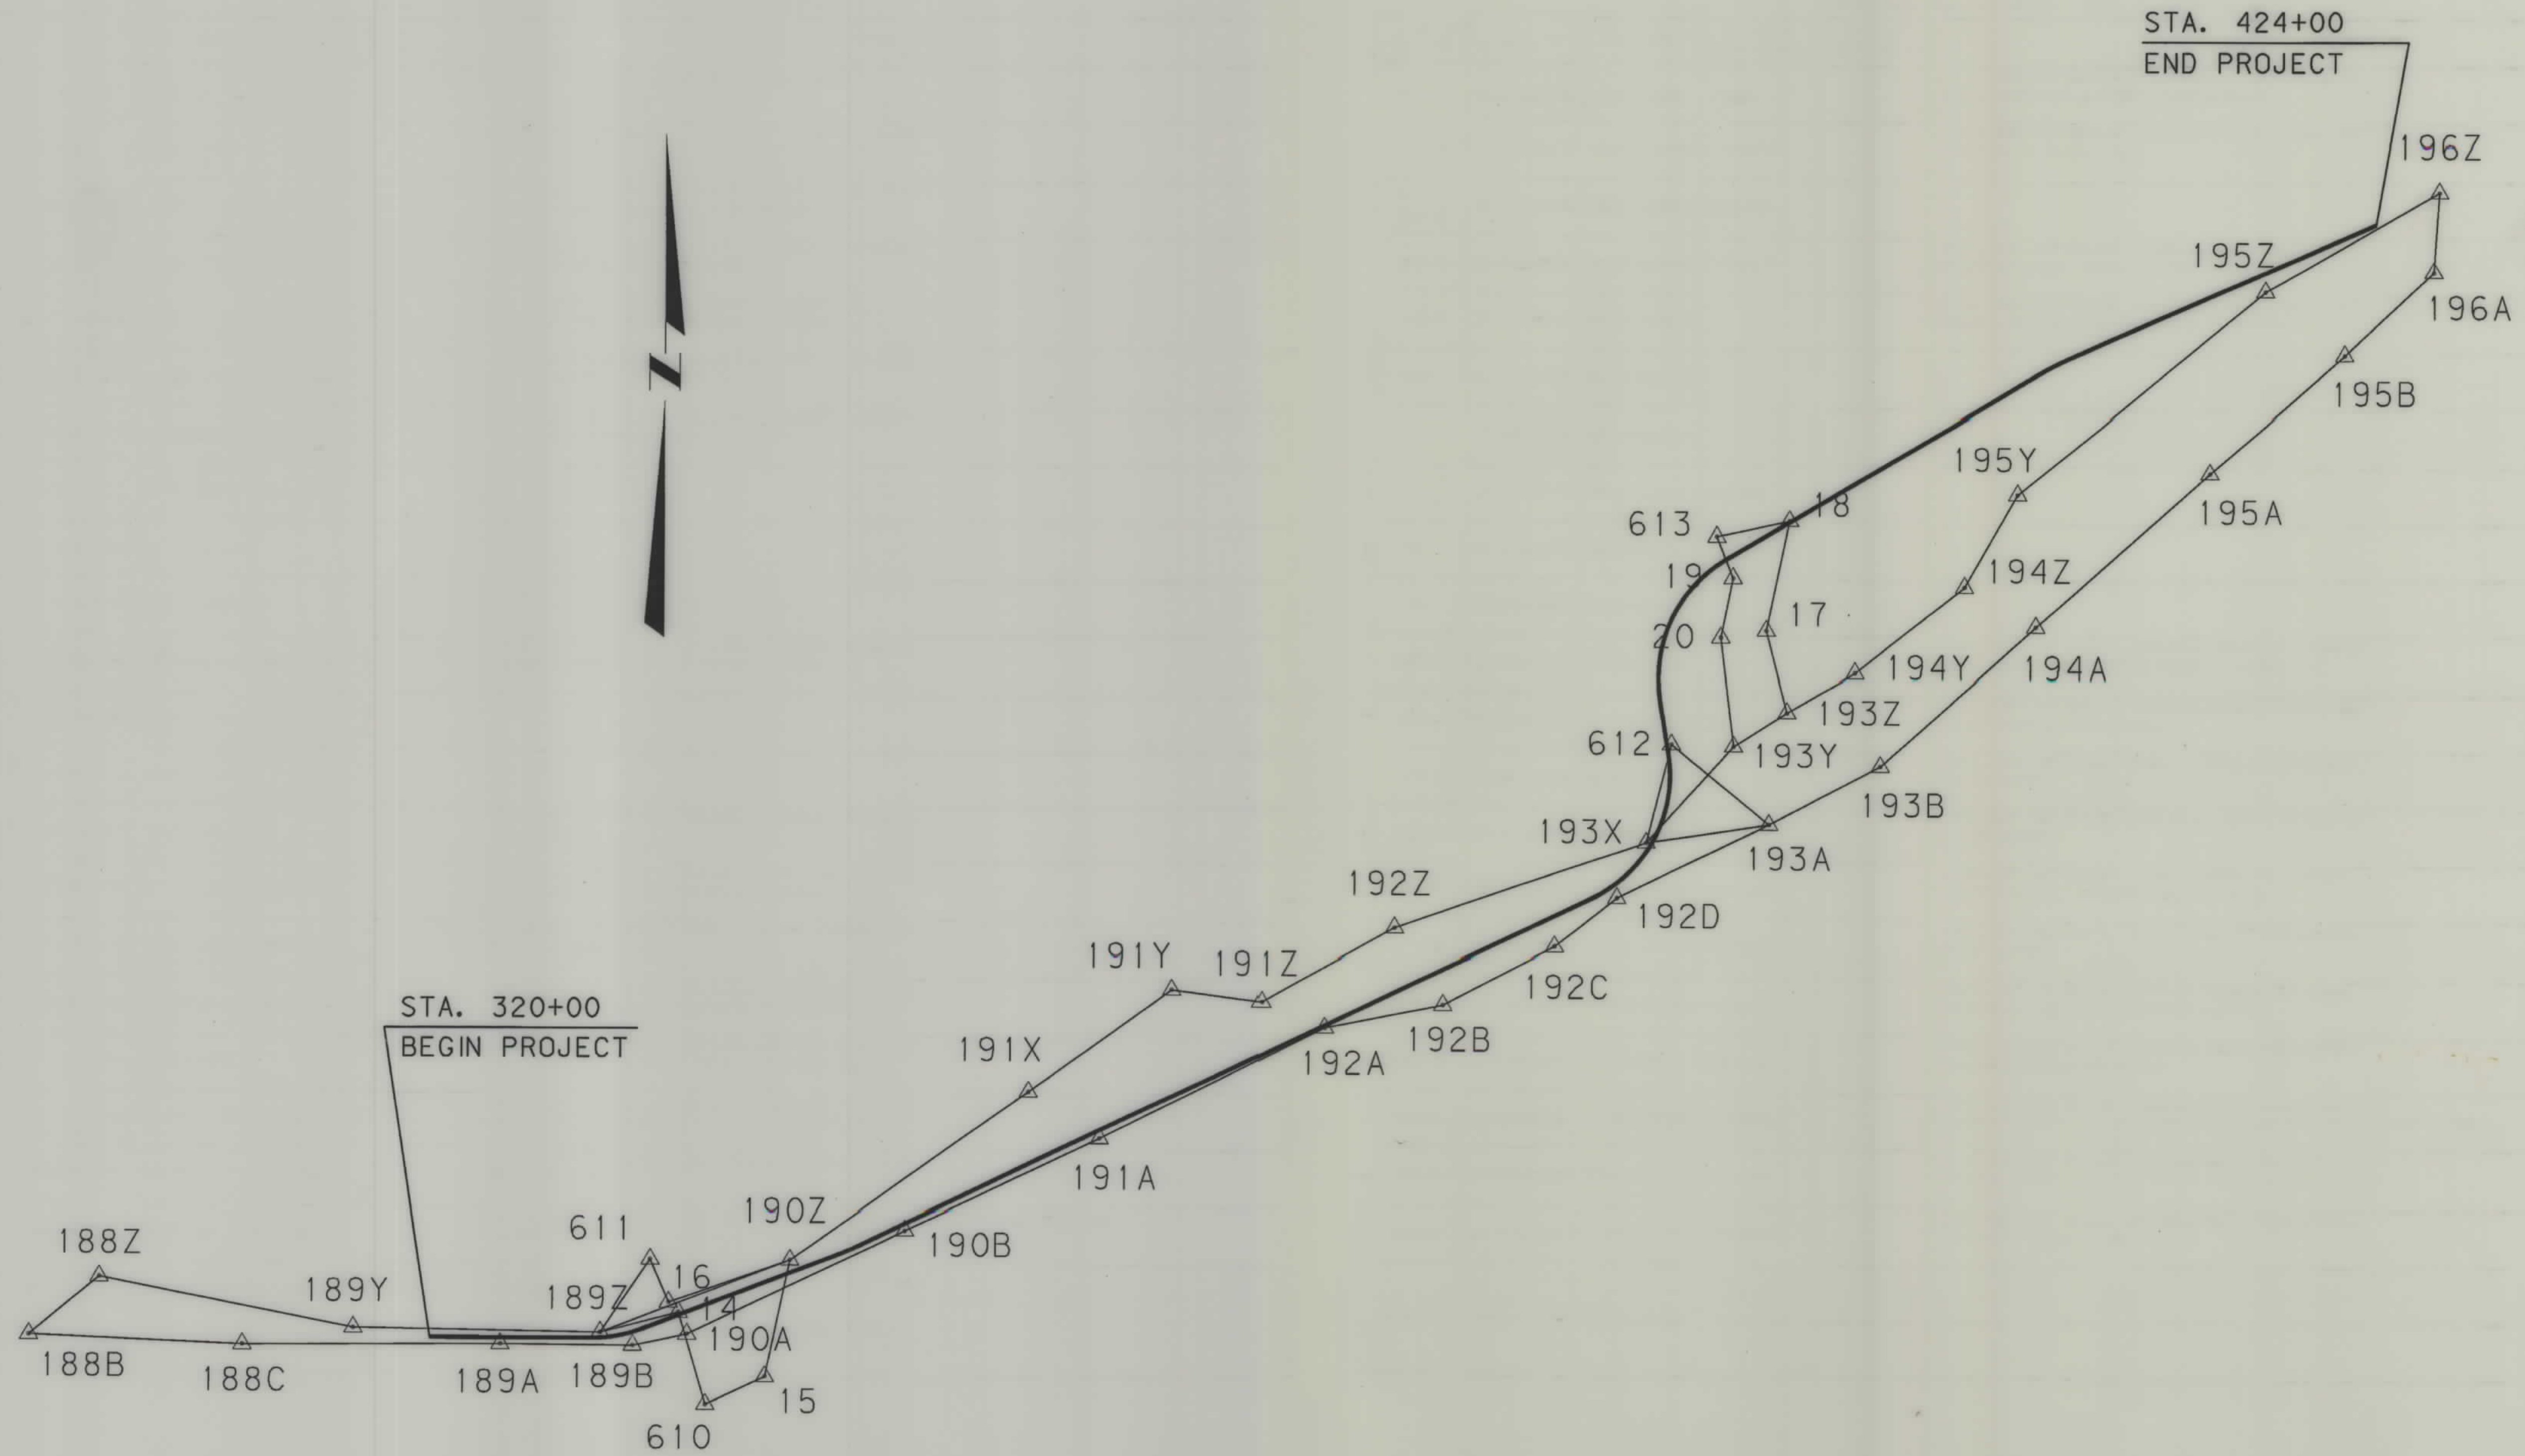 STA. 424+00
END PROJECT
196Z
195Z
196A
195B
195Y
195A
18
613
19
194Z
17
20
194Y
194A
193Z
612
193Y
193B
193X
193A
192Z
192D
191Y
191Z
192C
STA. 320+00
BEGIN PROJECT
191X
192B
192A
191A
190Z
611
188Z
190B
16
189Y
189Z
14
190A
188B
188C
189A
189B
15
610
N